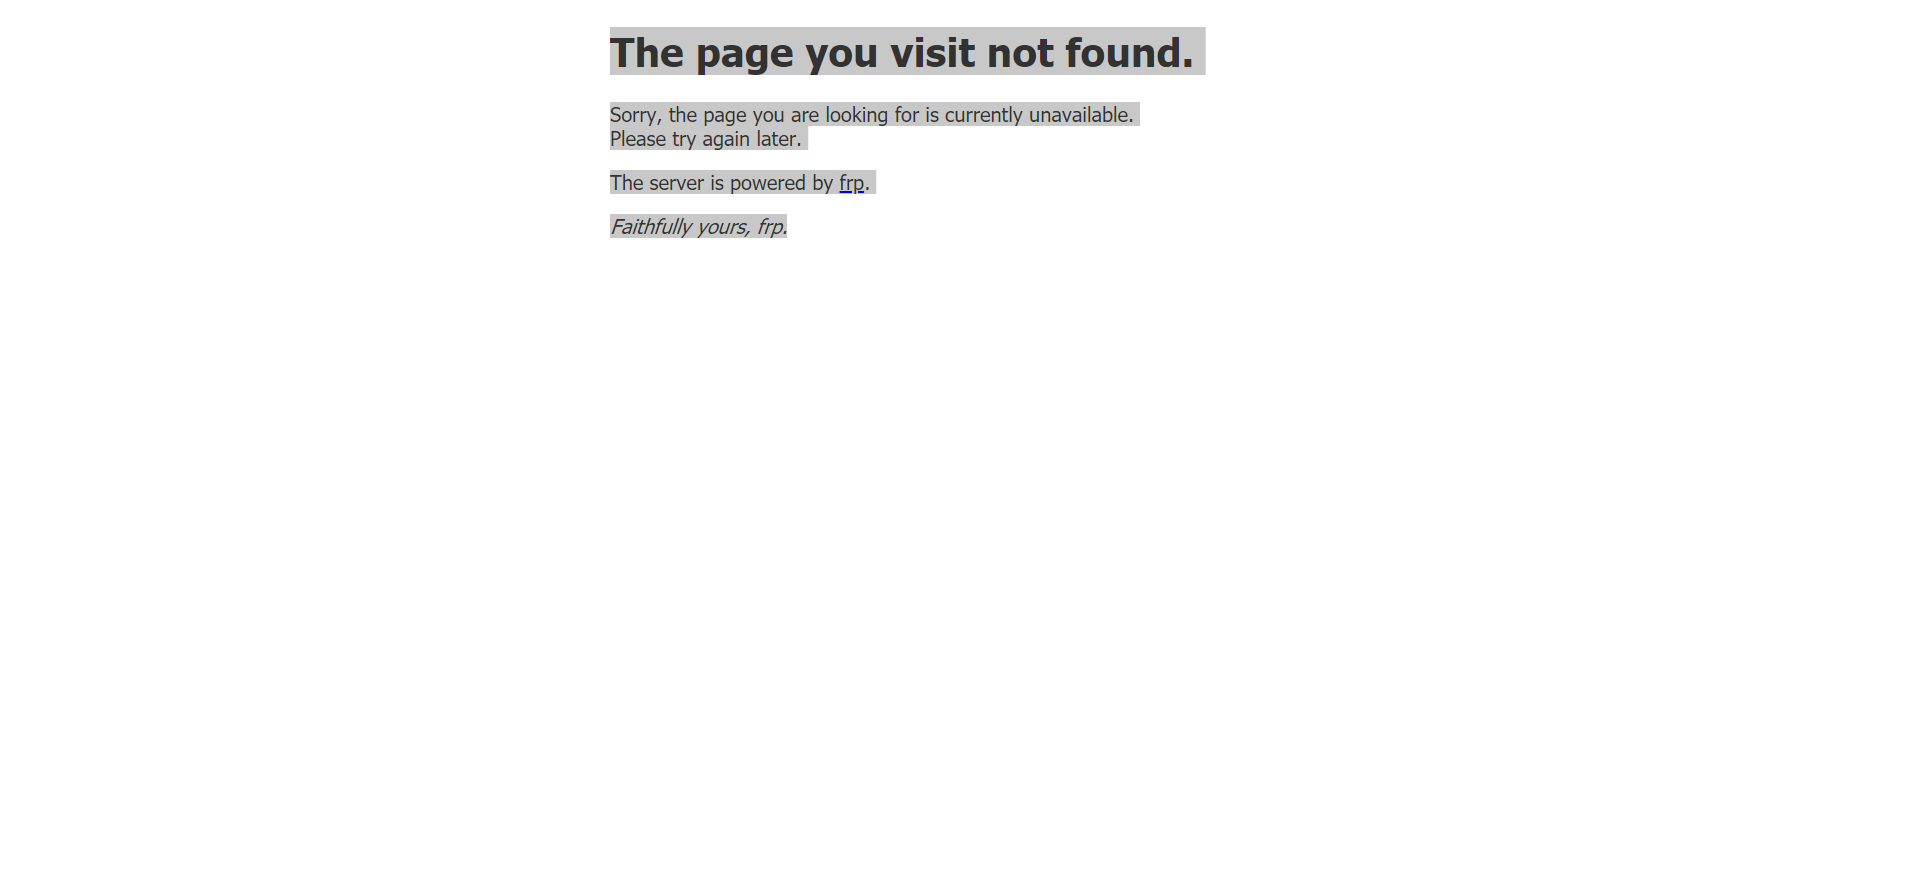 The page you visit not found.
Sorry, the page you are looking for is currently unavailable.
Please try again later.
The server is powered by frp.
Faithfully yours, frp.